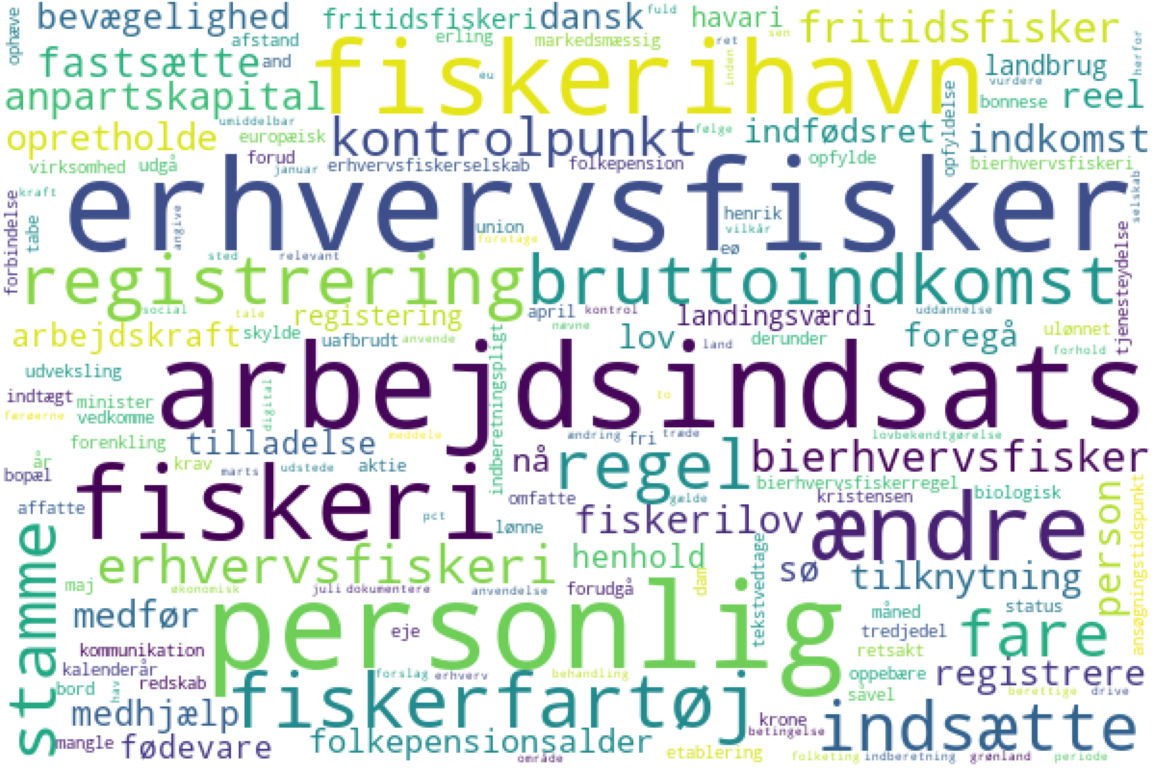 ophæve bevægelighed fritidsfiskeri dansk fuld havari sen fritidsfisker herfor
afstand erling markedsmæssig ret
fastsætte and fiskerihavn inden landbrug
eu vurdere
anpartskapital opfyldelse bonnese reel
umiddelbar
opretholde europæisk kontrolpunkt følge indfødsret indkomst
virksomhed udgå forud januar erhvervsfiskerselskab folkepension opfylde bierhvervsfiskeri
kraft erhvervsfisker selskab
forbindelse tabe angive union foretage henrik vilkår eø tjenesteydelse
sted relevant
registrering bruttoindkomst
social tale registering april kontrol landingsværdi uddannelse
arbejdskraft skylde uafbrudt anvende nævne lov land derunder foregå ulønnet
forhold
udveksling arbejdsindsats
indtægt minister digital indberetningspligt to
færøerne vedkomme
forenkling tilladelse meddele ændring fri træde lovbekendtgørelse
år bopæl krav marts udstede aktie nå regel bierhvervsfisker
fiskeri omfatte gælde bierhvervsfiskerregel biologisk
affatte pct lønne fiskerilov kristensen ændre person ansøgningstidspunkt
stamme erhvervsfiskeri henhold dam tekstvedtage sø tilknytning
maj økonomisk juli dokumentere anvendelse forudgå
medfør personlig måned status
eje tredjedel fare
kommunikation retsakt
kalenderår forslag erhverv behandling oppebære registrere
bord hav redskab såvel berettige drive
medhjælp fiskerfartøj krone indsætte
betingelse
mangle fødevare folkepensionsalder etablering
område folketing indberetning grønland periode